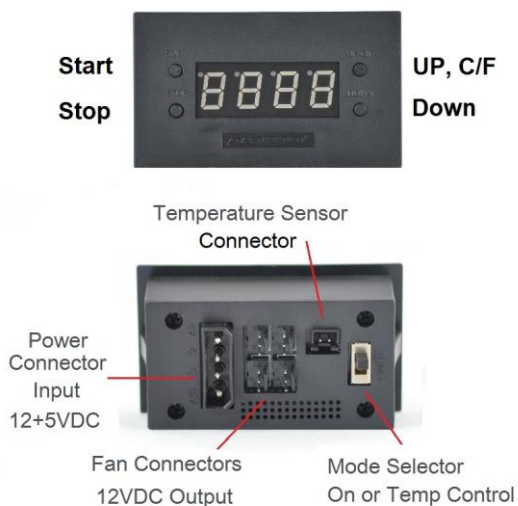 Start
UP, C/F
Stop
Down
Temperature Sensor
Connector
Power
Connector
Input
12+5VDC
Fan Connectors
12VDC Output
Mode Selector
On or Temp Control